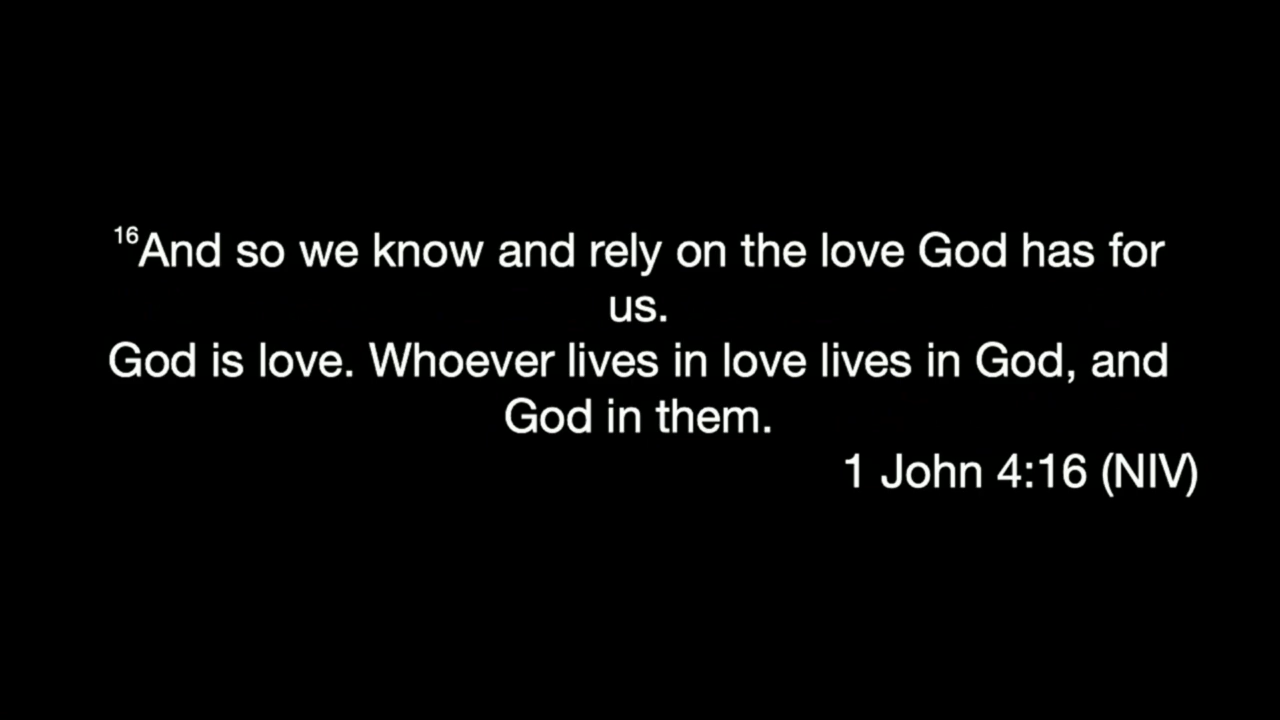 16And so we know and rely on the love God has for
us.
God is love. Whoever lives in love lives in God, and
God in them.
1 John 4:16 (NIV)